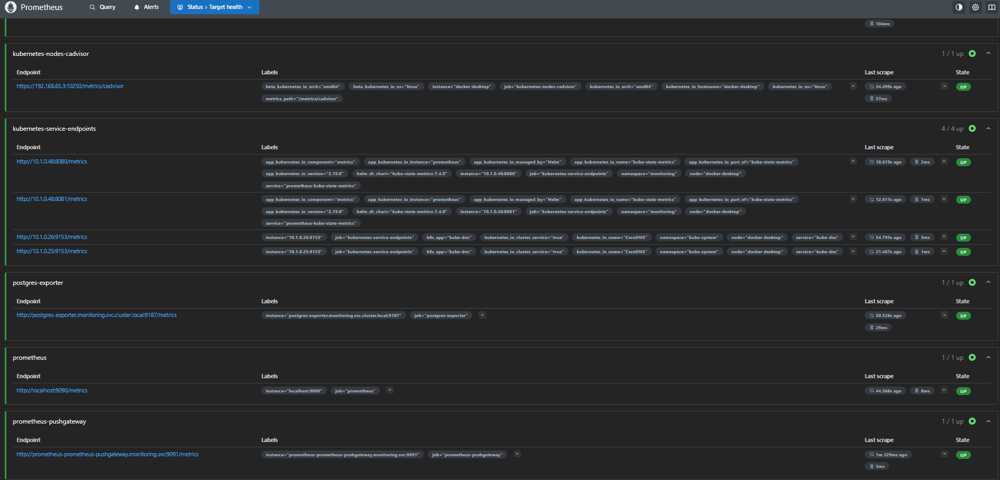 Prometheus Query Alerts Status > Target health
104ms
kubernetes-nodes-cadvisor 1 / 1 up
Endpoint Labels Last scrape State
https://192.168.65.3:10250/metrics/cadvisor beta_kubernetes_io_arch="amd64" beta_kubernetes_io_os="linux" instance="docker-desktop" job="kubernetes-nodes-cadvisor" kubernetes_io_arch="amd64" kubernetes_io_hostname="docker-desktop" kubernetes_io_os="linux" 34.499s ago UP
metrics_path="/metrics/cadvisor" 57ms
kubernetes-service-endpoints 4 / 4 up
Endpoint Labels Last scrape State
http://10.1.0.48:8080/metrics app_kubernetes_io_component="metrics" app_kubernetes_io_instance="prometheus" app_kubernetes_io_managed_by="Helm" app_kubernetes_io_name="kube-state-metrics" app_kubernetes_io_part_of="kube-state-metrics" 18.619s ago 2ms UP
app_kubernetes_io_version="2.19.0" helm_sh_chart="kube-state-metrics-7.4.0" instance="10.1.0.48:8080" job="kubernetes-service-endpoints" namespace="monitoring" node="docker-desktop"
service="prometheus-kube-state-metrics"
http://10.1.0.48:8081/metrics app_kubernetes_io_component="metrics" app_kubernetes_io_instance="prometheus" app_kubernetes_io_managed_by="Helm" app_kubernetes_io_name="kube-state-metrics" app_kubernetes_io_part_of="kube-state-metrics" 12.611s ago 1ms UP
app_kubernetes_io_version="2.19.0" helm_sh_chart="kube-state-metrics-7.4.0" instance="10.1.0.48:8081" job="kubernetes-service-endpoints" namespace="monitoring" node="docker-desktop"
service="prometheus-kube-state-metrics"
http://10.1.0.26:9153/metrics instance="10.1.0.26:9153" job="kubernetes-service-endpoints" k8s_app="kube-dns" kubernetes_io_cluster_service="true" kubernetes_io_name="CoreDNS" namespace="kube-system" node="docker-desktop" service="kube-dns" 54.795s ago 3ms UP
http://10.1.0.25:9153/metrics instance="10.1.0.25:9153" job="kubernetes-service-endpoints" k8s_app="kube-dns" kubernetes_io_cluster_service="true" kubernetes_io_name="CoreDNS" namespace="kube-system" node="docker-desktop" service="kube-dns" 21.467s ago 1ms UP
postgres-exporter 1 / 1 up
Endpoint Labels Last scrape State
http://postgres-exporter.monitoring.svc.cluster.local:9187/metrics instance="postgres-exporter.monitoring.svc.cluster.local:9187" job="postgres-exporter" 50.526s ago UP
29ms
prometheus 1 / 1 up
Endpoint Labels Last scrape State
http://localhost:9090/metrics instance="localhost:9090" job="prometheus" 44.566s ago 8ms UP
prometheus-pushgateway 1 / 1 up
Endpoint Labels Last scrape State
http://prometheus-prometheus-pushgateway.monitoring.svc:9091/metrics instance="prometheus-prometheus-pushgateway.monitoring.svc:9091" job="prometheus-pushgateway" 1m 229ms ago UP
3ms